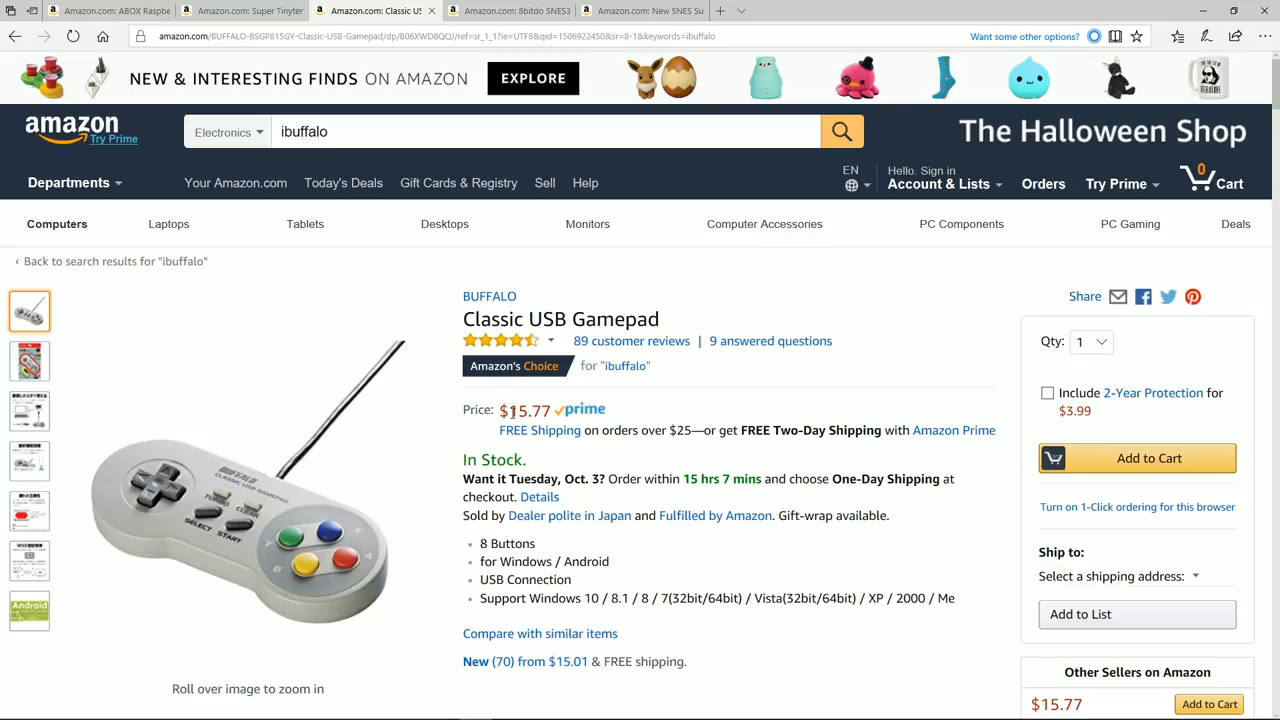 Amazon.com: ABOX Raspbe
Amazon.com: Super Tinyter
Amazon.com: Classic US
Amazon.com: 8bitdo SNES3
Amazon.com: New SNES Su
amazon.com/BUFFALO-BSGP815GY-Classic-USB-Gamepad/dp/B06XWD8QQJ/ref=sr_1_1?ie=UTF8&qid=1506922450&sr=8-1&keywords=ibuffalo
Want some other options?
NEW & INTERESTING FINDS ON AMAZON
EXPLORE
amazon
Try Prime
Electronics
ibuffalo
The Halloween Shop
Departments
Your Amazon.com
Today's Deals
Gift Cards & Registry
Sell
Help
EN
Hello. Sign in
Account & Lists
Orders
Try Prime
0
Cart
Computers
Laptops
Tablets
Desktops
Monitors
Computer Accessories
PC Components
PC Gaming
Deals
‹ Back to search results for "ibuffalo"
BUFFALO
Classic USB Gamepad
89 customer reviews | 9 answered questions
Amazon's Choice for "ibuffalo"
Price: $15.77 prime
FREE Shipping on orders over $25—or get FREE Two-Day Shipping with Amazon Prime
In Stock.
Want it Tuesday, Oct. 3? Order within 15 hrs 7 mins and choose One-Day Shipping at
checkout. Details
Sold by Dealer polite in Japan and Fulfilled by Amazon. Gift-wrap available.
8 Buttons
for Windows / Android
USB Connection
Support Windows 10 / 8.1 / 8 / 7(32bit/64bit) / Vista(32bit/64bit) / XP / 2000 / Me
Compare with similar items
New (70) from $15.01 & FREE shipping.
BUFFALO
CLASSIC USB GAMEPAD
SELECT
START
Android
Roll over image to zoom in
Share
Qty: 1
Include 2-Year Protection for
$3.99
Add to Cart
Turn on 1-Click ordering for this browser
Ship to:
Select a shipping address:
Add to List
Other Sellers on Amazon
$15.77
Add to Cart